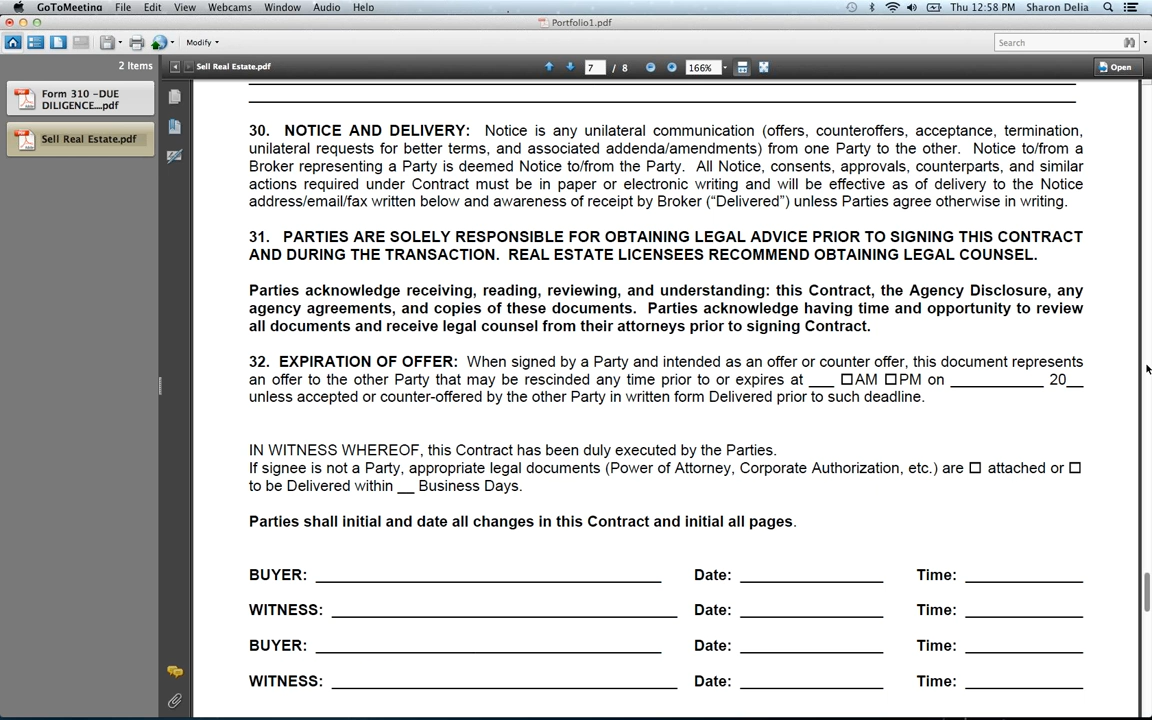 GoToMeeting File Edit View Webcams Window Audio Help Thu 12:58 PM Sharon Delia
Portfolio1.pdf
Modify Search
2 Items Sell Real Estate.pdf 7 / 8 166% Open
Form 310 -DUE
DILIGENCE....pdf
Sell Real Estate.pdf
30. NOTICE AND DELIVERY: Notice is any unilateral communication (offers, counteroffers, acceptance, termination,
unilateral requests for better terms, and associated addenda/amendments) from one Party to the other. Notice to/from a
Broker representing a Party is deemed Notice to/from the Party. All Notice, consents, approvals, counterparts, and similar
actions required under Contract must be in paper or electronic writing and will be effective as of delivery to the Notice
address/email/fax written below and awareness of receipt by Broker (“Delivered”) unless Parties agree otherwise in writing.
31. PARTIES ARE SOLELY RESPONSIBLE FOR OBTAINING LEGAL ADVICE PRIOR TO SIGNING THIS CONTRACT
AND DURING THE TRANSACTION. REAL ESTATE LICENSEES RECOMMEND OBTAINING LEGAL COUNSEL.
Parties acknowledge receiving, reading, reviewing, and understanding: this Contract, the Agency Disclosure, any
agency agreements, and copies of these documents. Parties acknowledge having time and opportunity to review
all documents and receive legal counsel from their attorneys prior to signing Contract.
32. EXPIRATION OF OFFER: When signed by a Party and intended as an offer or counter offer, this document represents
an offer to the other Party that may be rescinded any time prior to or expires at ___ ☐AM ☐PM on ___________ 20__
unless accepted or counter-offered by the other Party in written form Delivered prior to such deadline.
IN WITNESS WHEREOF, this Contract has been duly executed by the Parties.
If signee is not a Party, appropriate legal documents (Power of Attorney, Corporate Authorization, etc.) are ☐ attached or ☐
to be Delivered within __ Business Days.
Parties shall initial and date all changes in this Contract and initial all pages.
BUYER: ____________________ Date: __________ Time: __________
WITNESS: ____________________ Date: __________ Time: __________
BUYER: ____________________ Date: __________ Time: __________
WITNESS: ____________________ Date: __________ Time: __________